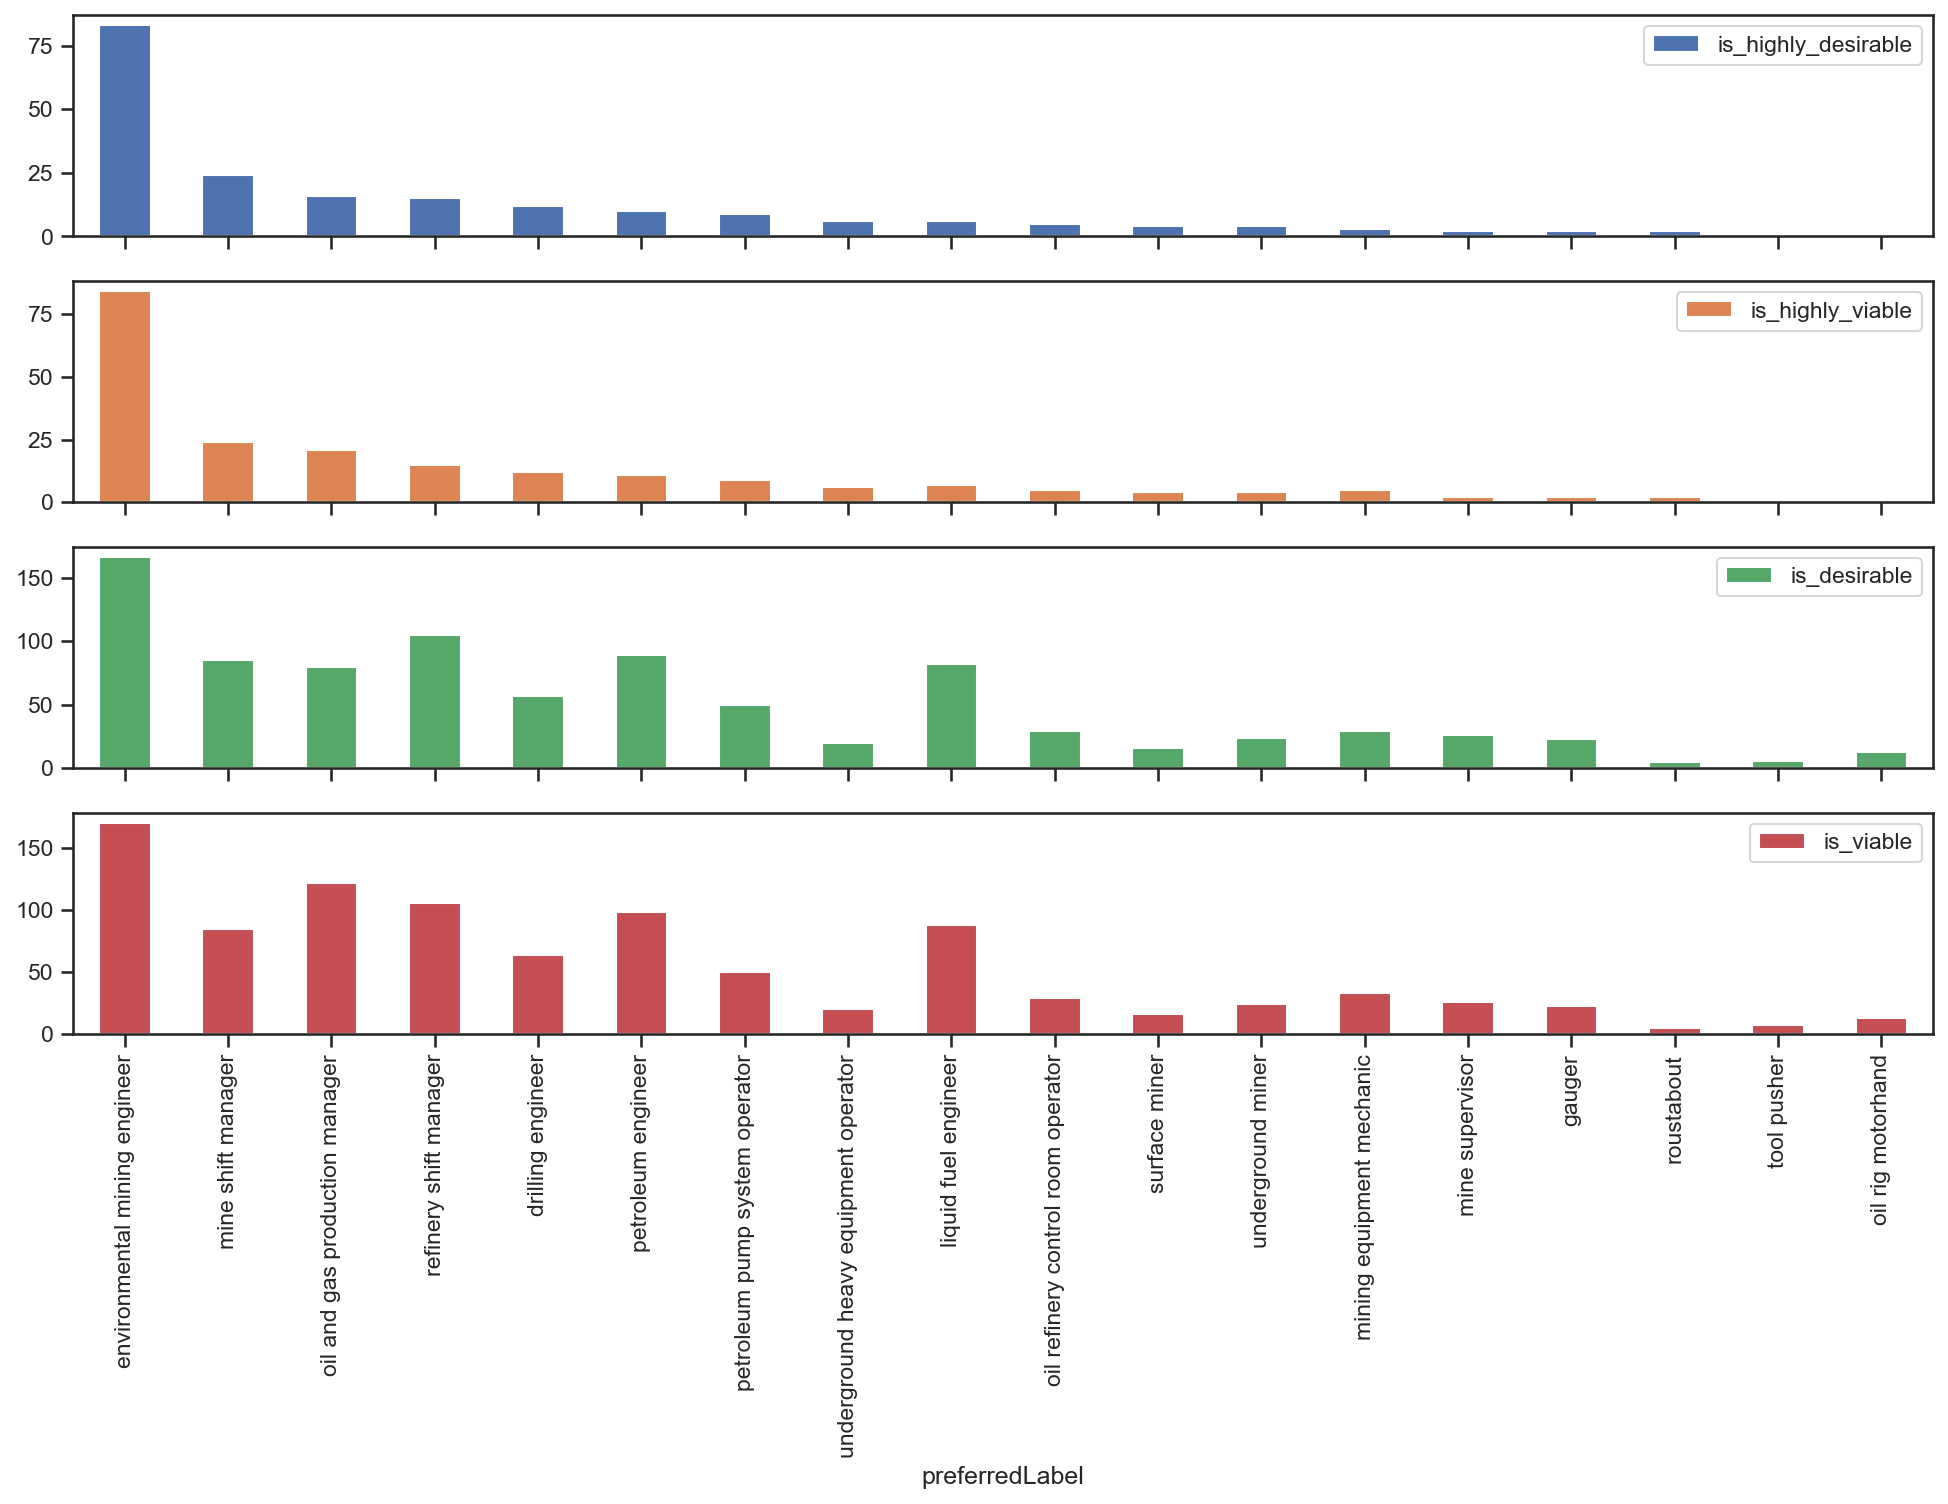 75
50
25
0
is_highly_desirable
75
50
25
0
is_highly_viable
150
100
50
0
is_desirable
150
100
50
0
is_viable
environmental mining engineer
mine shift manager
oil and gas production manager
refinery shift manager
drilling engineer
petroleum engineer
petroleum pump system operator
underground heavy equipment operator
liquid fuel engineer
oil refinery control room operator
surface miner
underground miner
mining equipment mechanic
mine supervisor
gauger
roustabout
tool pusher
oil rig motorhand
preferredLabel